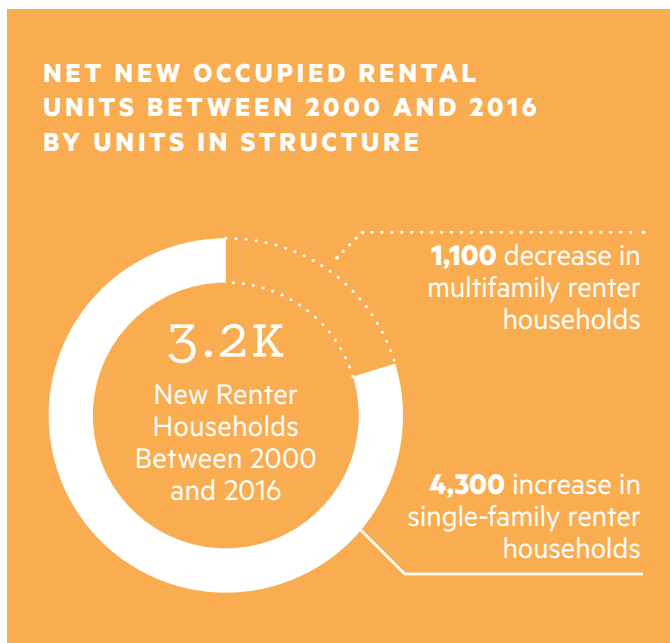 NET NEW OCCUPIED RENTAL
UNITS BETWEEN 2000 AND 2016
BY UNITS IN STRUCTURE
1,100 decrease in
multifamily renter
households
3.2K
New Renter
Households
Between 2000
and 2016
4,300 increase in
single-family renter
households